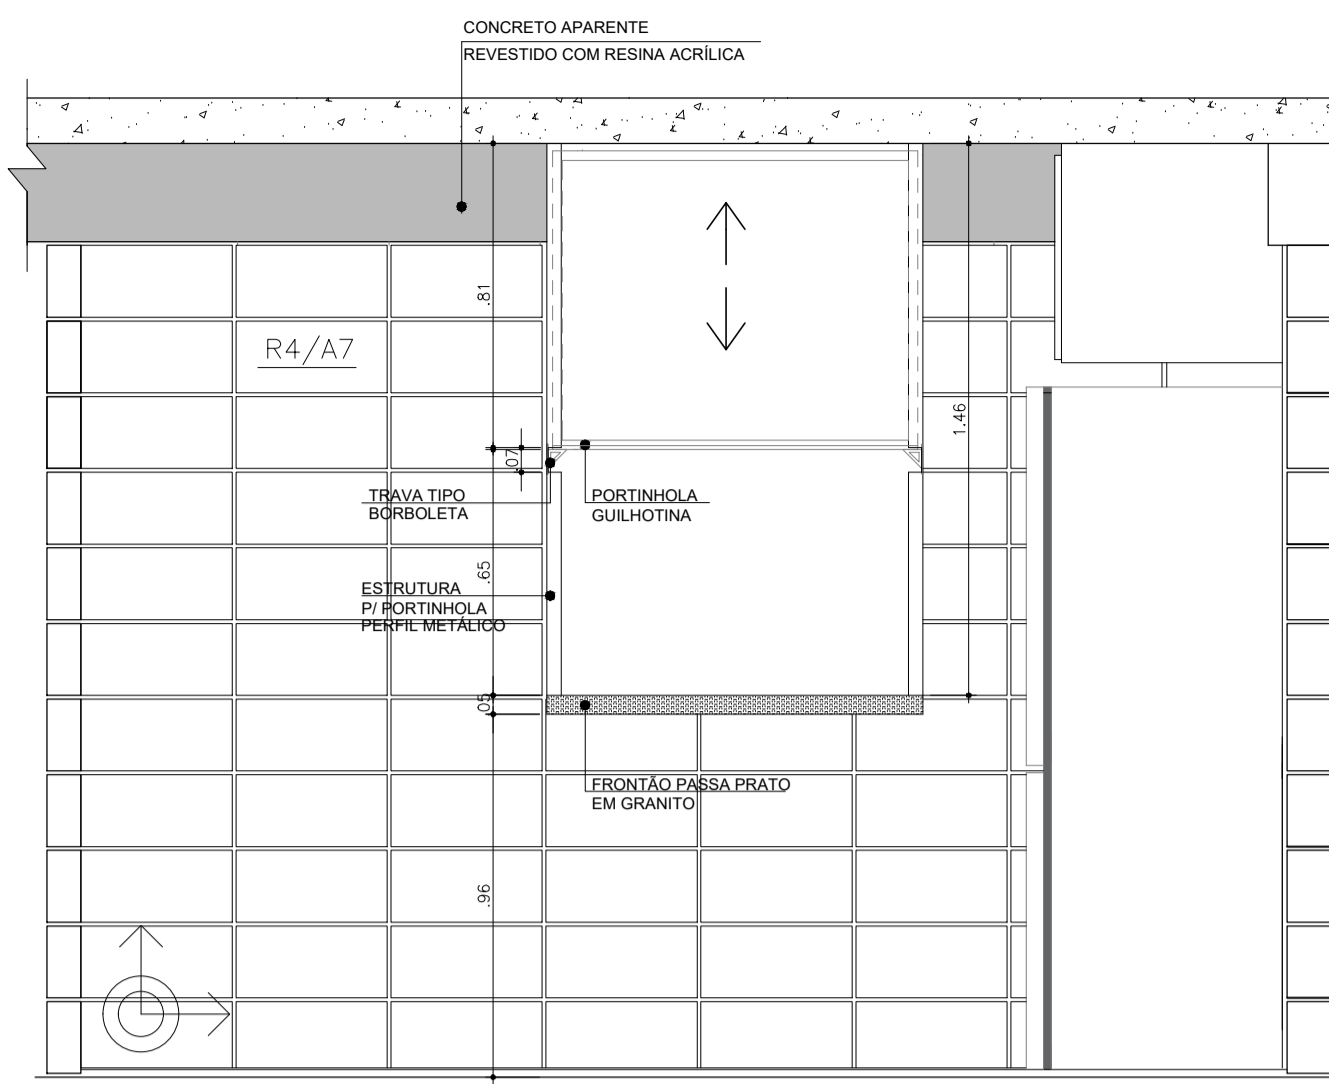 CONCRETO APARENTE
REVESTIDO COM RESINA ACRÍLICA
.81
R4/A7
1.46
.07
TRAVA TIPO
BORBOLETA
PORTINHOLA
GUILHOTINA
.65
ESTRUTURA
P/ PORTINHOLA
PERFIL METÁLICO
.05
FRONTÃO PASSA PRATO
EM GRANITO
.96